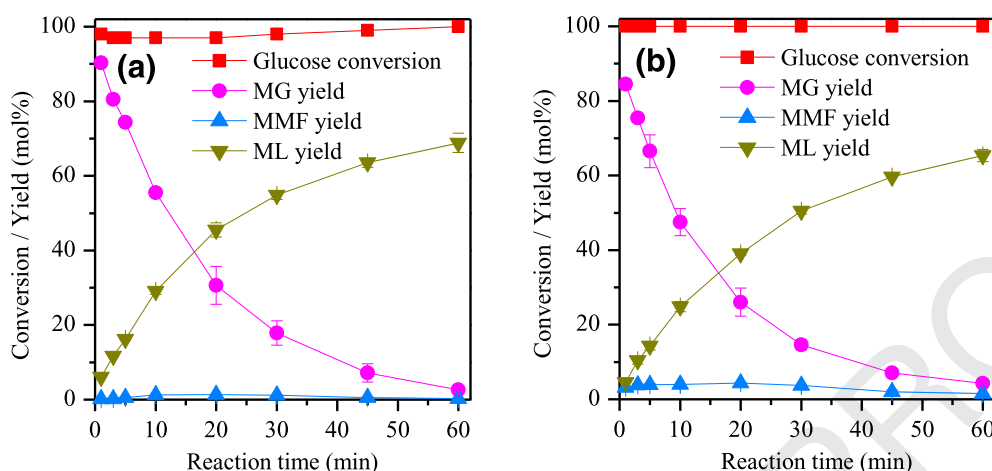 100
80
60
40
20
0
Conversion / Yield (mol%)
(a)
Glucose conversion
MG yield
MMF yield
ML yield
0 10 20 30 40 50 60
Reaction time (min)
100
80
60
40
20
0
Conversion / Yield (mol%)
(b)
Glucose conversion
MG yield
MMF yield
ML yield
0 10 20 30 40 50 60
Reaction time (min)
PRO